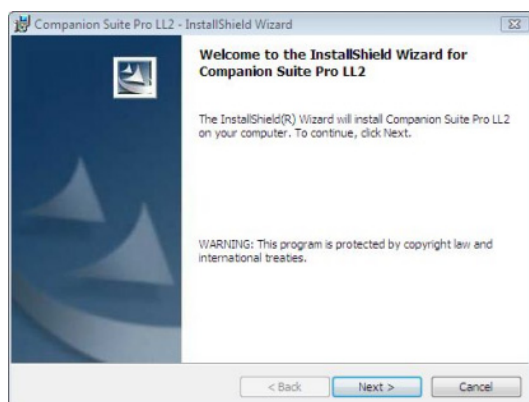 Companion Suite Pro LL2 - InstallShield Wizard
Welcome to the InstallShield Wizard for
Companion Suite Pro LL2
The InstallShield(R) Wizard will install Companion Suite Pro LL2
on your computer. To continue, click Next.
WARNING: This program is protected by copyright law and
international treaties.
< Back
Next >
Cancel